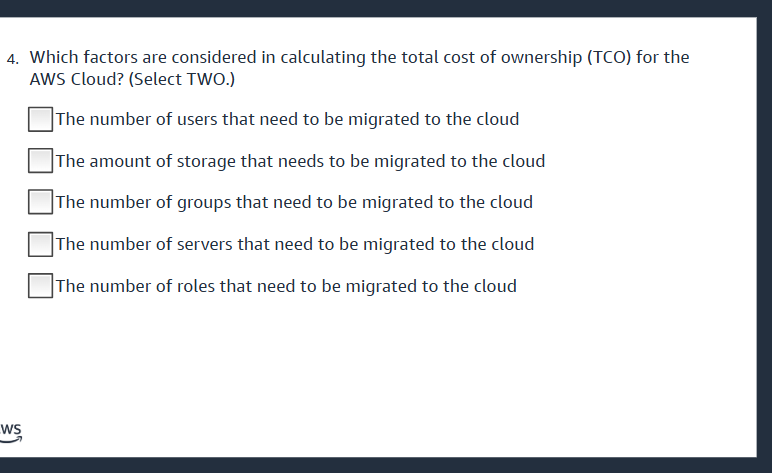 4. Which factors are considered in calculating the total cost of ownership (TCO) for the
AWS Cloud? (Select TWO.)
The number of users that need to be migrated to the cloud
The amount of storage that needs to be migrated to the cloud
The number of groups that need to be migrated to the cloud
The number of servers that need to be migrated to the cloud
The number of roles that need to be migrated to the cloud
ws